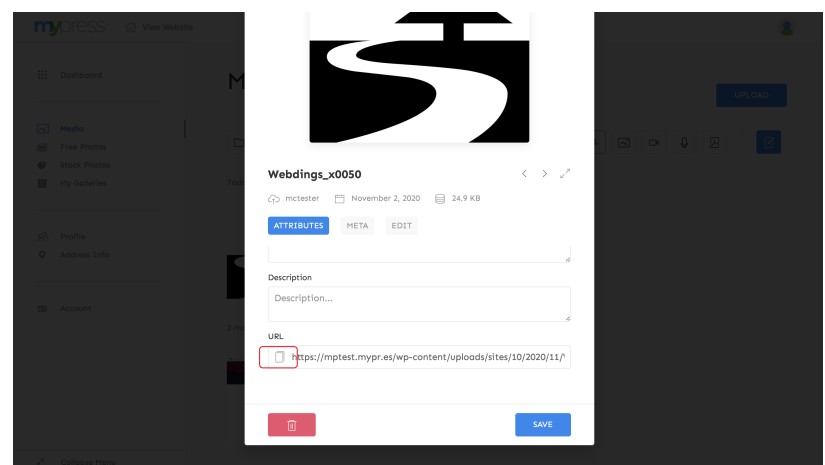 mypress View Website
Dashboard
M
UPLOAD
Media
Free Photos
Stock Photos
My Galleries
Webdings_x0050
mctester November 2, 2020 24.9 KB
ATTRIBUTES META EDIT
Profile
Address Info
Description
Description...
Account
URL
https://mptest.mypr.es/wp-content/uploads/sites/10/2020/11/
SAVE
Collapse Menu